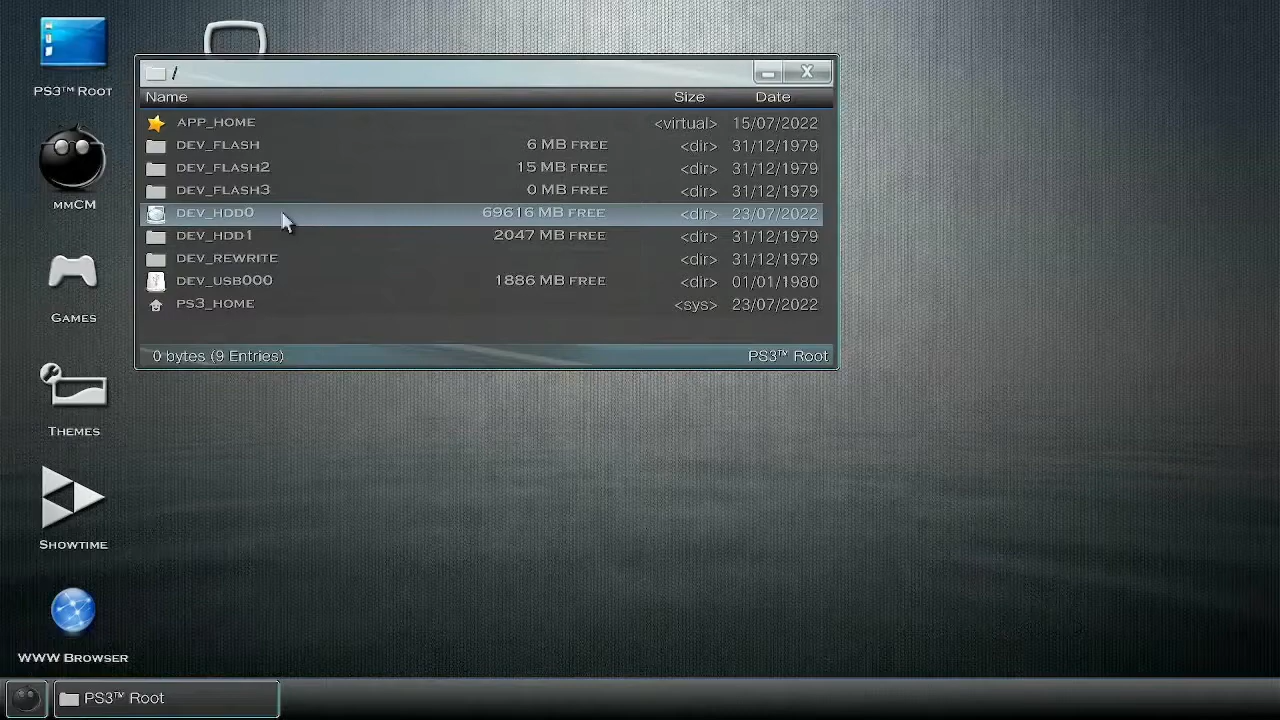 PS3™ Root
mmCM
Games
Themes
Showtime
WWW Browser
/
X
Name Size Date
APP_HOME <virtual> 15/07/2022
DEV_FLASH 6 MB FREE <dir> 31/12/1979
DEV_FLASH2 15 MB FREE <dir> 31/12/1979
DEV_FLASH3 0 MB FREE <dir> 31/12/1979
DEV_HDD0 69616 MB FREE <dir> 23/07/2022
DEV_HDD1 2047 MB FREE <dir> 31/12/1979
DEV_REWRITE <dir> 31/12/1979
DEV_USB000 1886 MB FREE <dir> 01/01/1980
PS3_HOME <sys> 23/07/2022
0 bytes (9 Entries) PS3™ Root
PS3™ Root